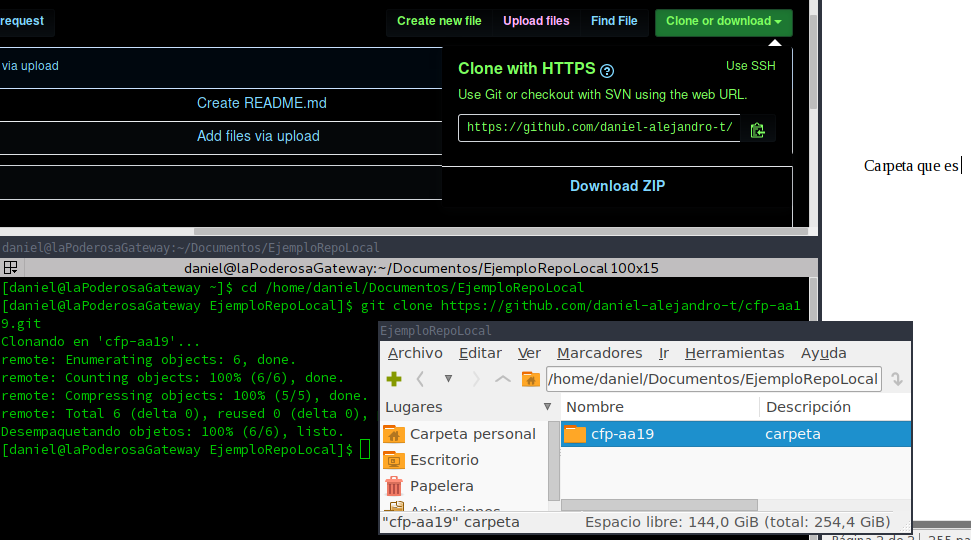 request
Create new file
Upload files
Find File
Clone or download
via upload
Create README.md
Add files via upload
Clone with HTTPS ?
Use SSH
Use Git or checkout with SVN using the web URL.
https://github.com/daniel-alejandro-t/
Download ZIP
Carpeta que es
daniel@laPoderosaGateway:~/Documentos/EjemploRepoLocal
daniel@laPoderosaGateway:~/Documentos/EjemploRepoLocal 100x15
[daniel@laPoderosaGateway ~]$ cd /home/daniel/Documentos/EjemploRepoLocal
[daniel@laPoderosaGateway EjemploRepoLocal]$ git clone https://github.com/daniel-alejandro-t/cfp-aa1
9.git
Clonando en 'cfp-aa19'...
remote: Enumerating objects: 6, done.
remote: Counting objects: 100% (6/6), done.
remote: Compressing objects: 100% (5/5), done.
remote: Total 6 (delta 0), reused 0 (delta 0),
Desempaquetando objetos: 100% (6/6), listo.
[daniel@laPoderosaGateway EjemploRepoLocal]$
EjemploRepoLocal
Archivo Editar Ver Marcadores Ir Herramientas Ayuda
/home/daniel/Documentos/EjemploRepoLocal
Lugares
Nombre
Descripción
Carpeta personal
Escritorio
Papelera
Aplicaciones
cfp-aa19
carpeta
"cfp-aa19" carpeta
Espacio libre: 144,0 GiB (total: 254,4 GiB)